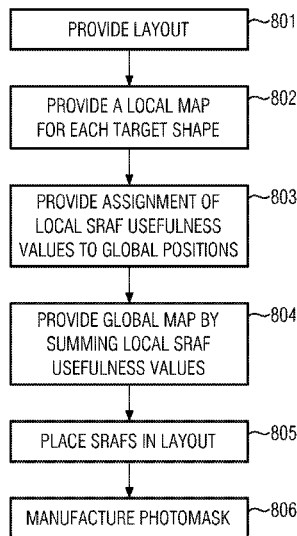 PROVIDE LAYOUT
801
PROVIDE A LOCAL MAP
FOR EACH TARGET SHAPE
802
PROVIDE ASSIGNMENT OF
LOCAL SRAF USEFULNESS
VALUES TO GLOBAL POSITIONS
803
PROVIDE GLOBAL MAP BY
SUMMING LOCAL SRAF
USEFULNESS VALUES
804
PLACE SRAFS IN LAYOUT
805
MANUFACTURE PHOTOMASK
806